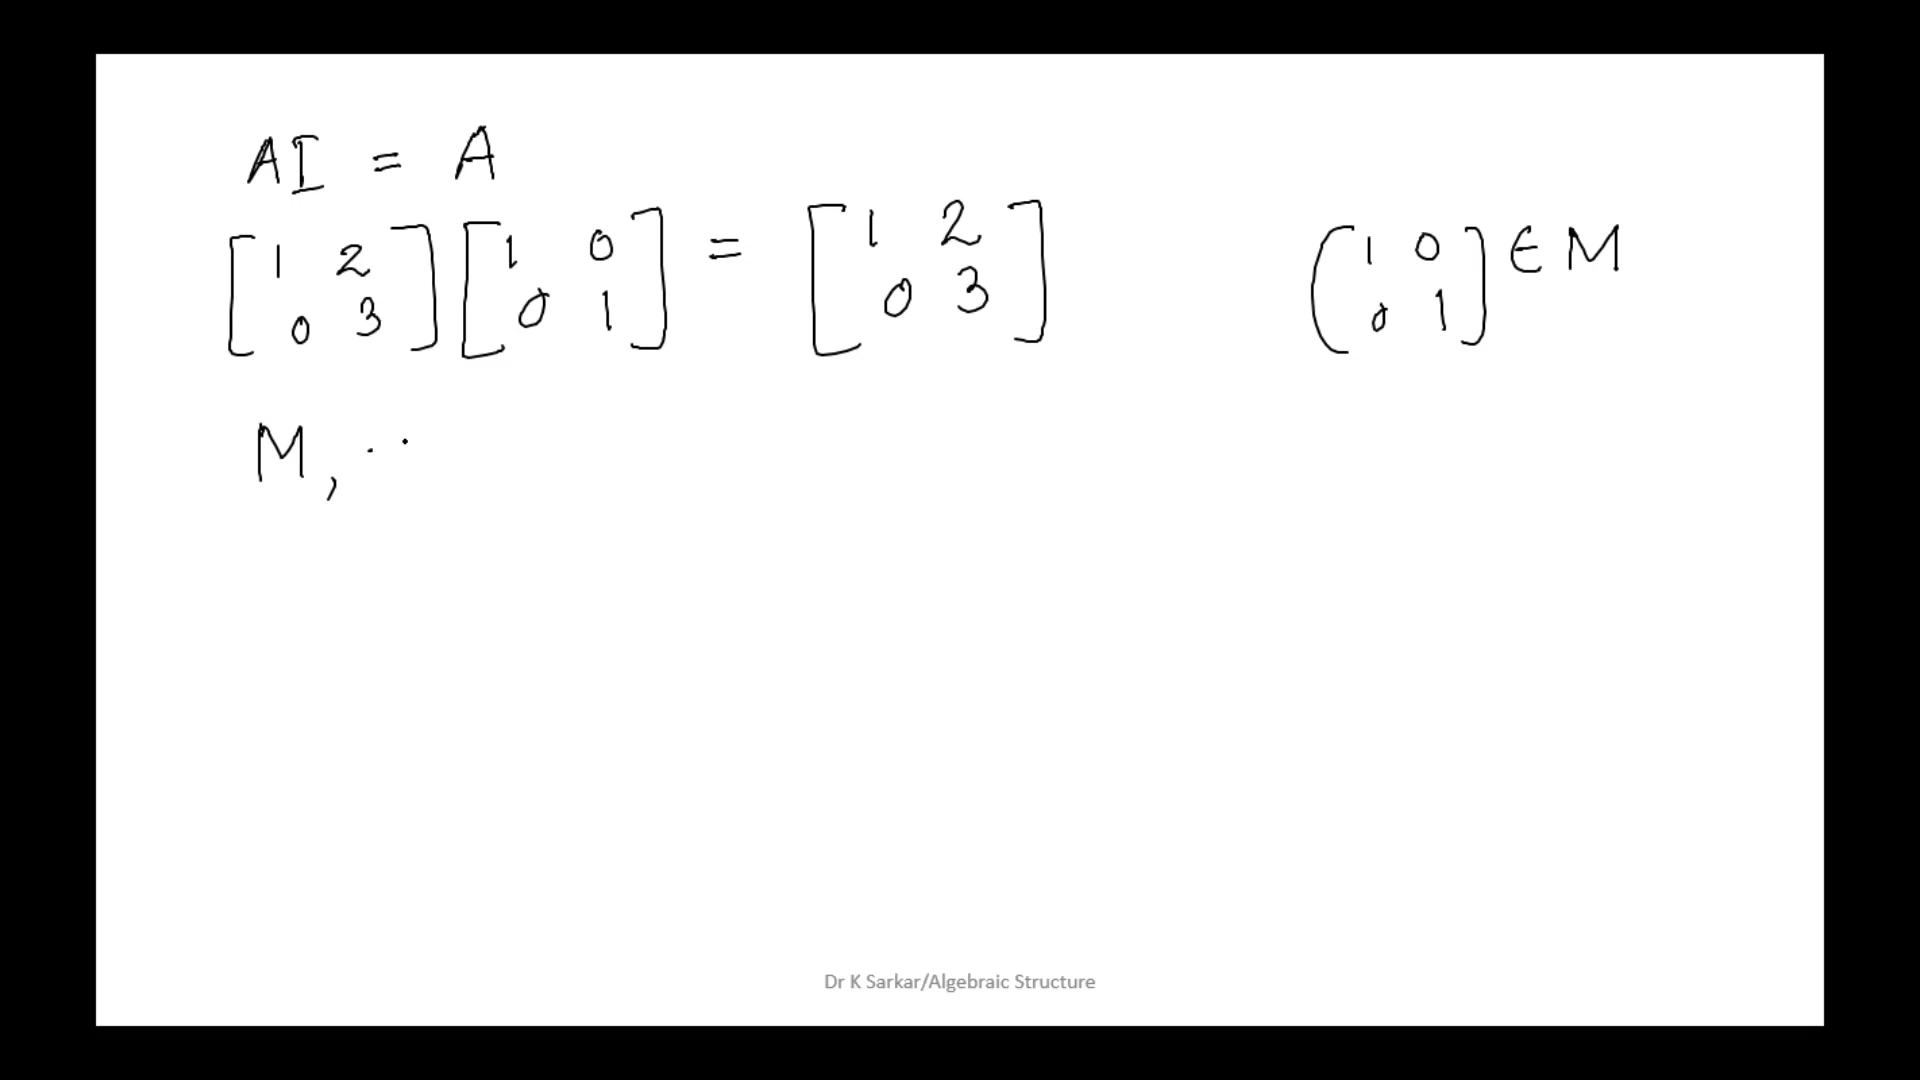 AI = A
[1 2 0 3] [1 0 0 1] = [1 2 0 3] (1 0 0 1] ∈ M
M, ..
Dr K Sarkar/Algebraic Structure